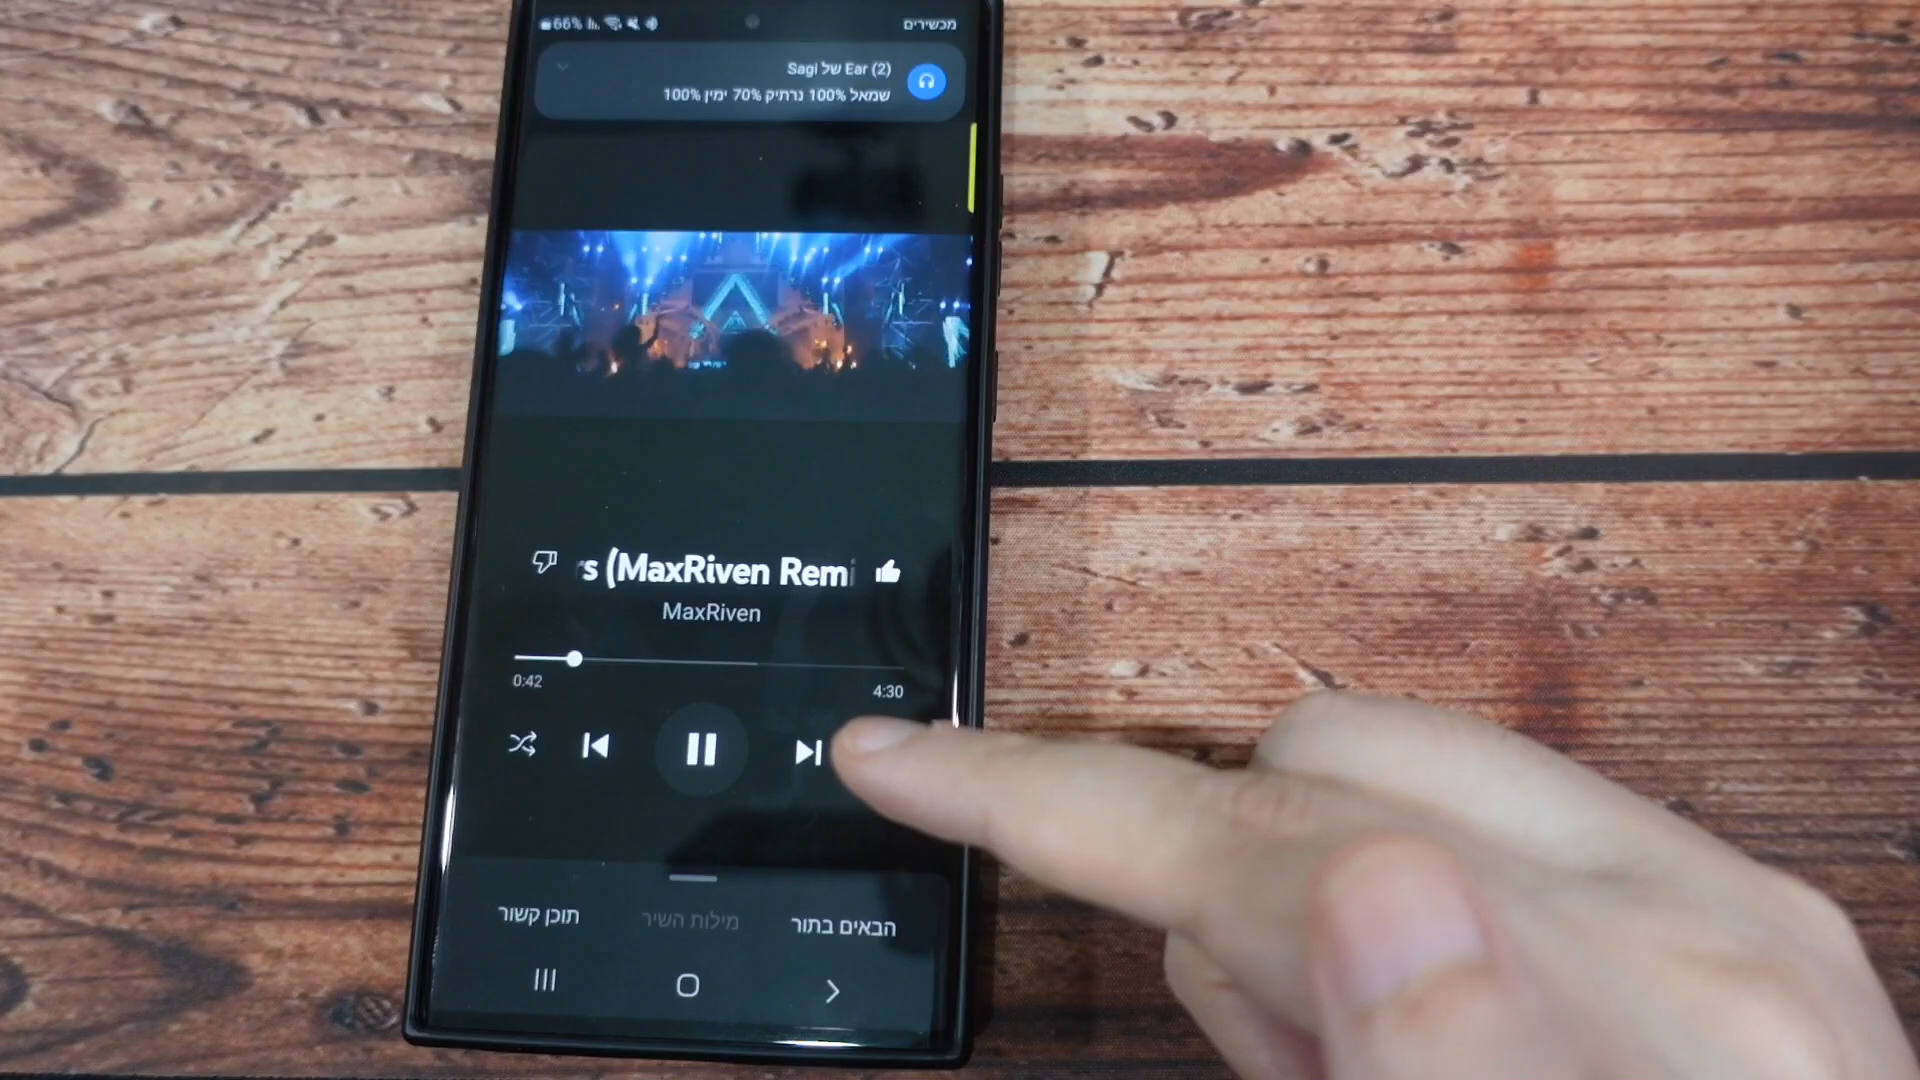 66%
מכשירים
Ear (2) של Sagi
שמאל 100% נרתיק 70% ימין 100%
s (MaxRiven Remi
MaxRiven
0:42
4:30
הבאים בתור
מילות השיר
תוכן קשור